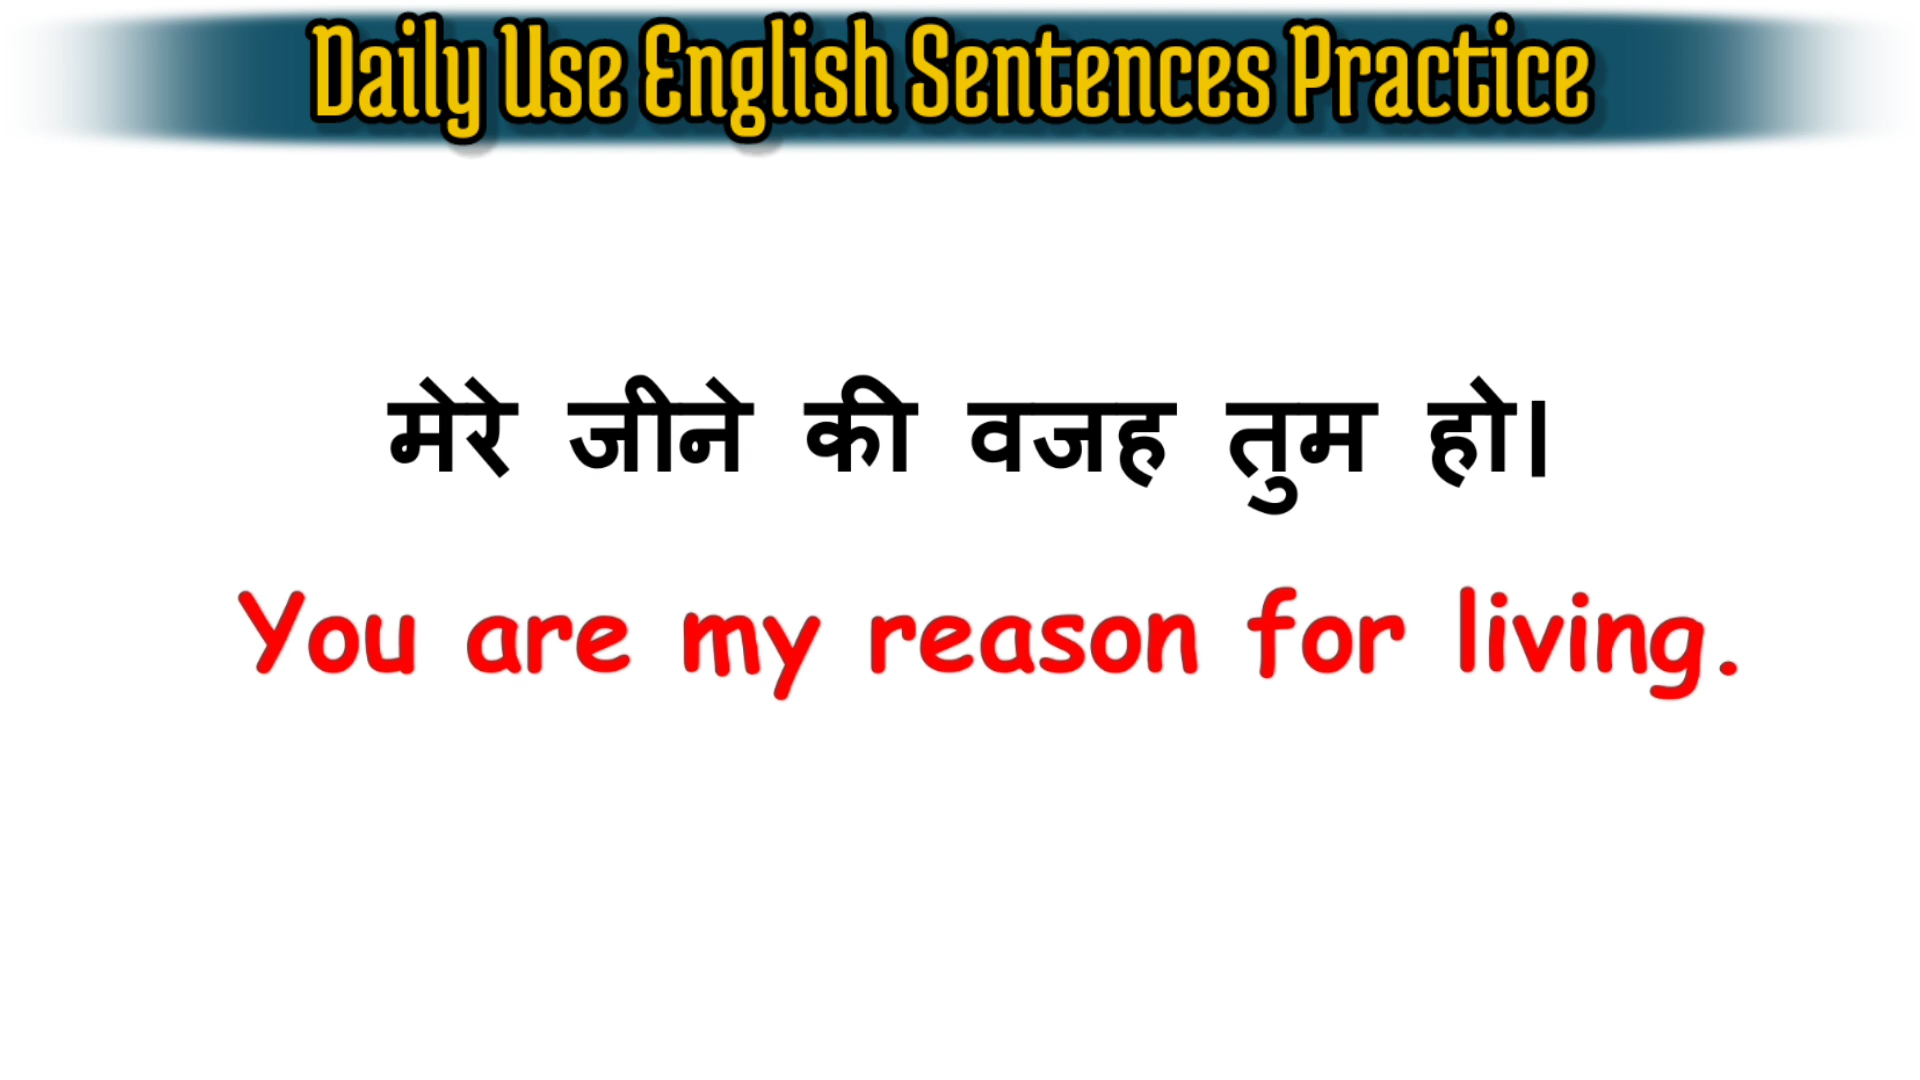 Daily Use English Sentences Practice
मेरे जीने की वजह तुम हो।
You are my reason for living.